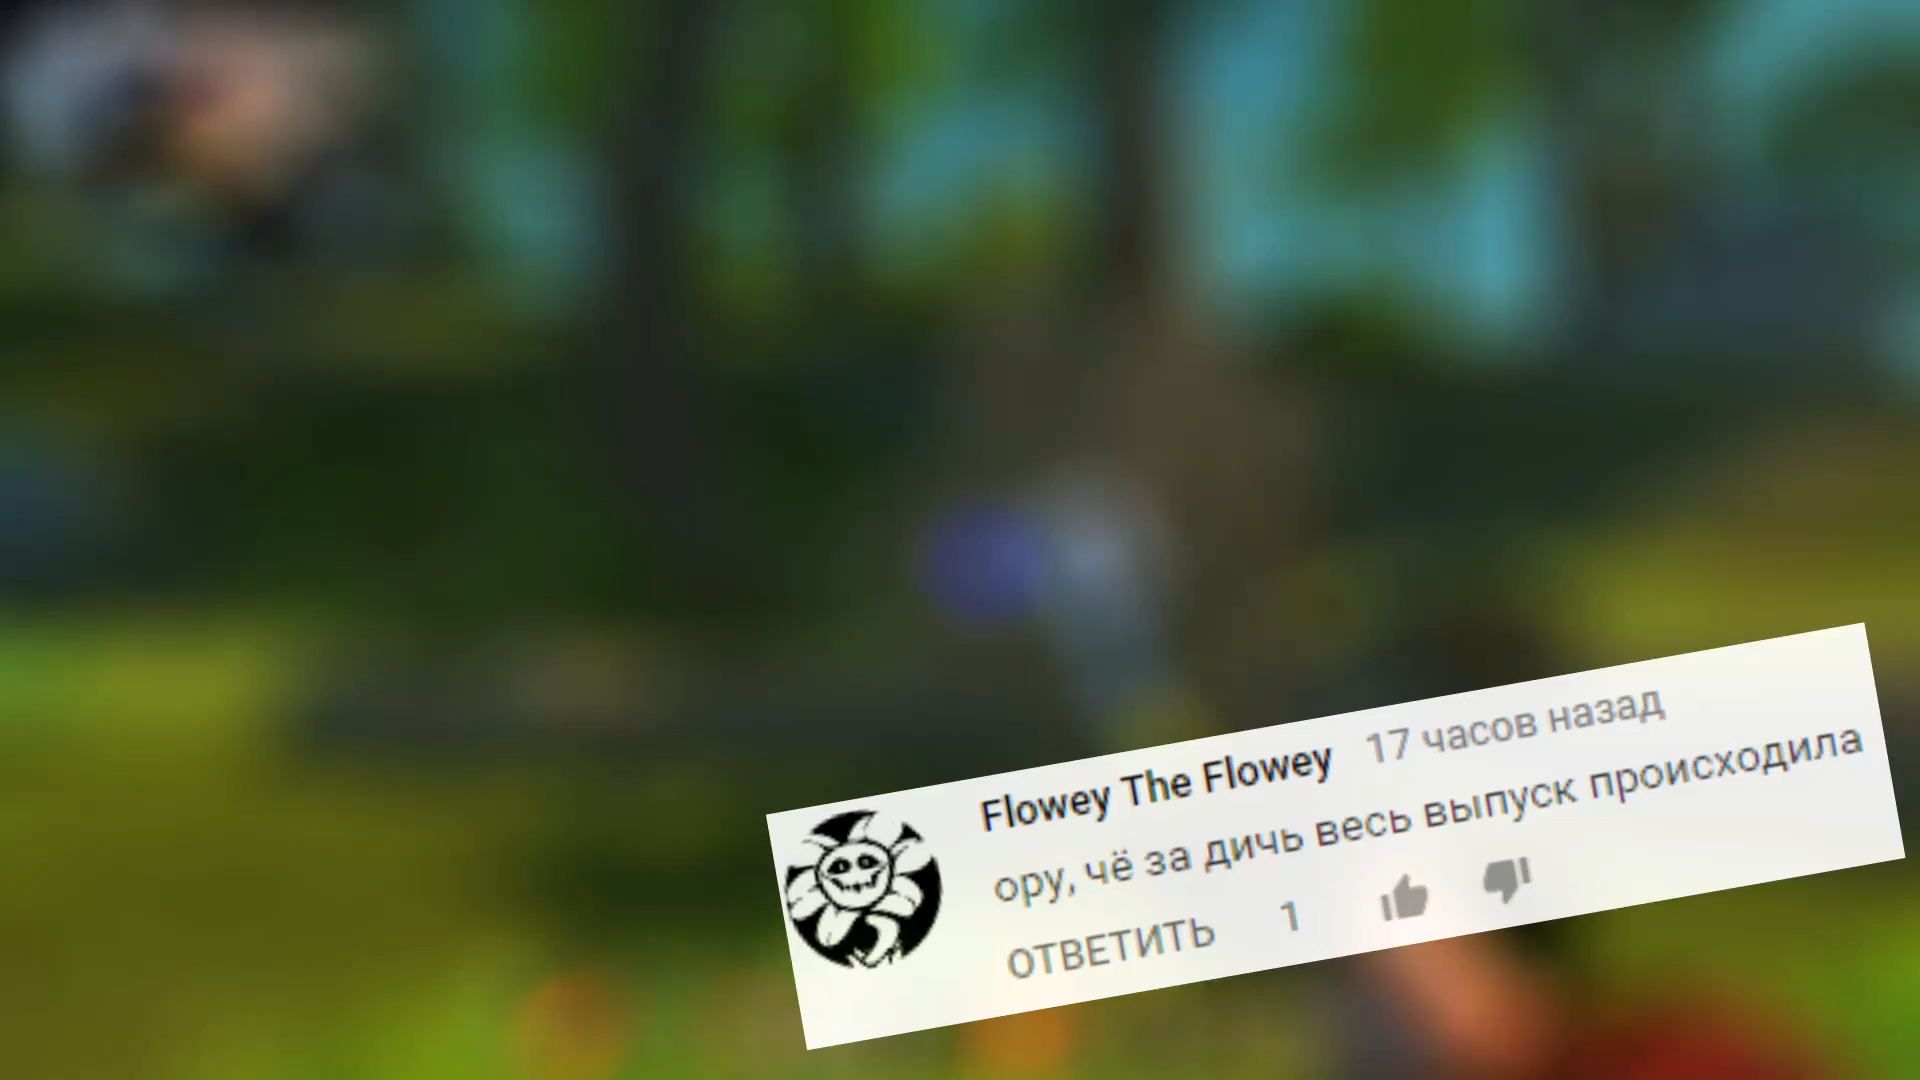 Flowey The Flowey 17 часов назад
ору, чё за дичь весь выпуск происходила
ОТВЕТИТЬ 1